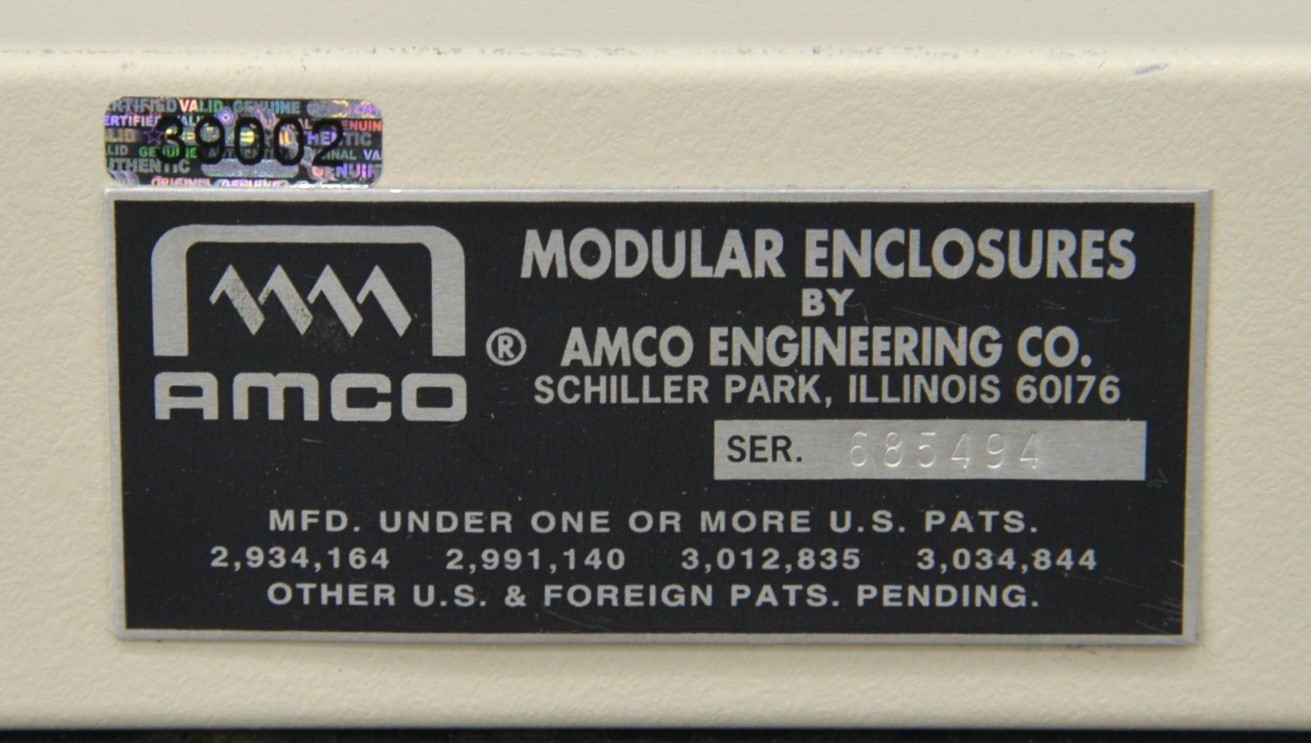 39002
MODULAR ENCLOSURES
BY
® AMCO ENGINEERING CO.
SCHILLER PARK, ILLINOIS 60176
AMCO
SER. 685494
MFD. UNDER ONE OR MORE U.S. PATS.
2,934,164 2,991,140 3,012,835 3,034,844
OTHER U.S. & FOREIGN PATS. PENDING.